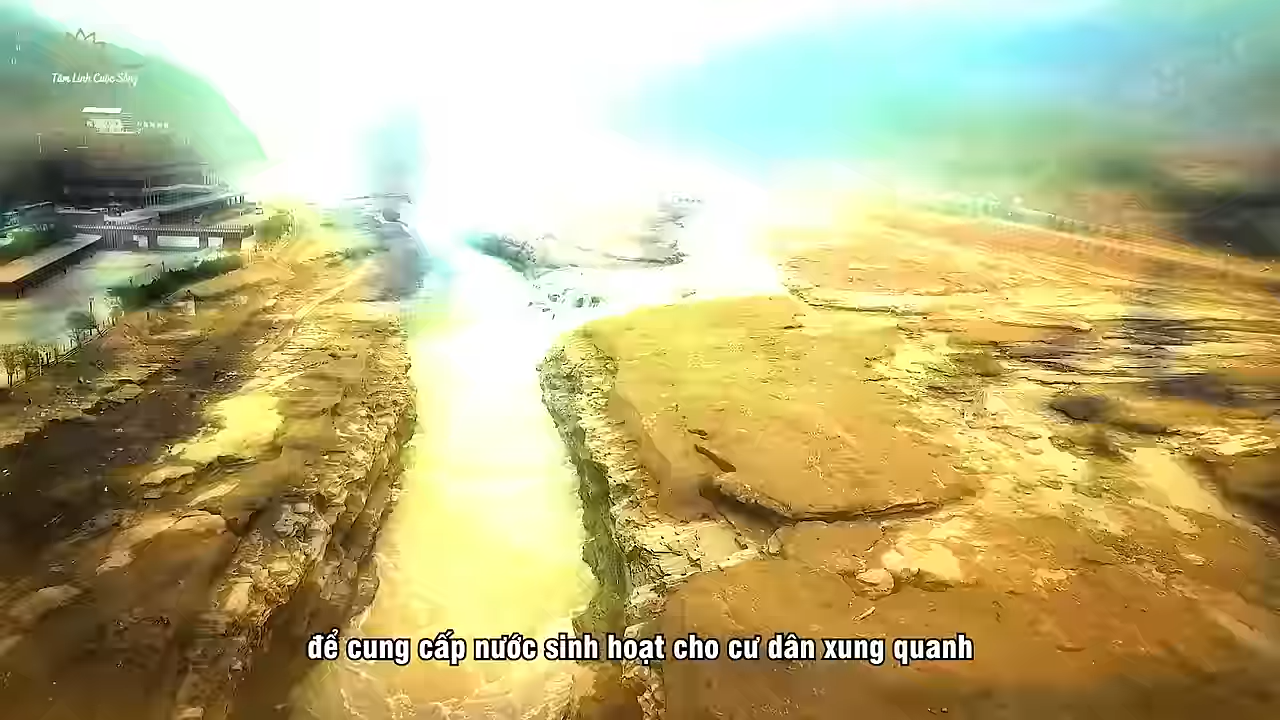 Tâm Linh Cuộc Sống
để cung cấp nước sinh hoạt cho cư dân xung quanh